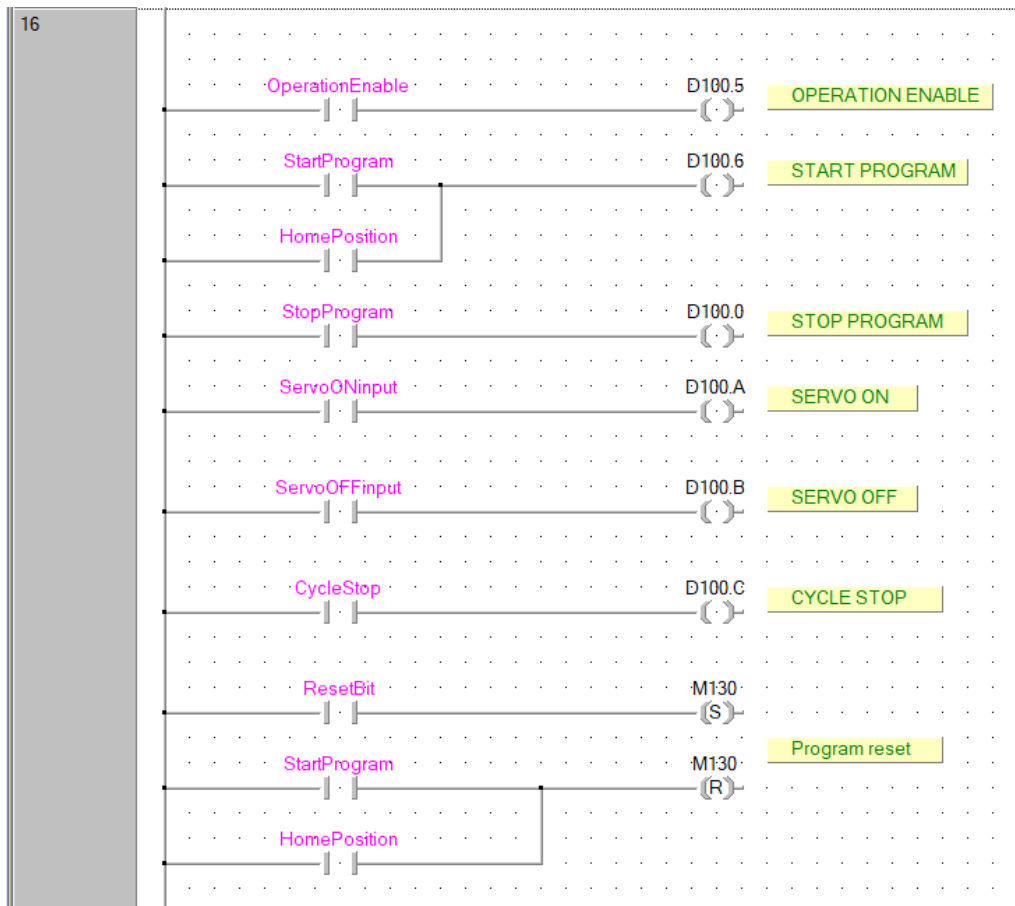 16
OperationEnable D100.5 OPERATION ENABLE
StartProgram D100.6 START PROGRAM
HomePosition
StopProgram D100.0 STOP PROGRAM
ServoONinput D100.A SERVO ON
ServoOFFinput D100.B SERVO OFF
CycleStop D100.C CYCLE STOP
ResetBit M130
S
Program reset
StartProgram M130
R
HomePosition